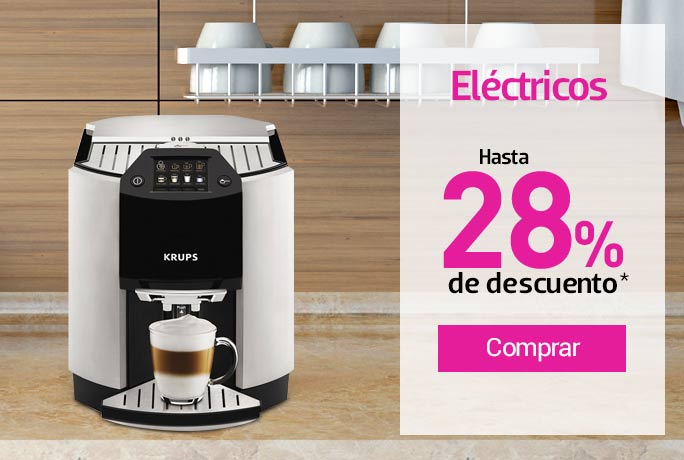 Eléctricos
Hasta
28%
de descuento*
Comprar
KRUPS